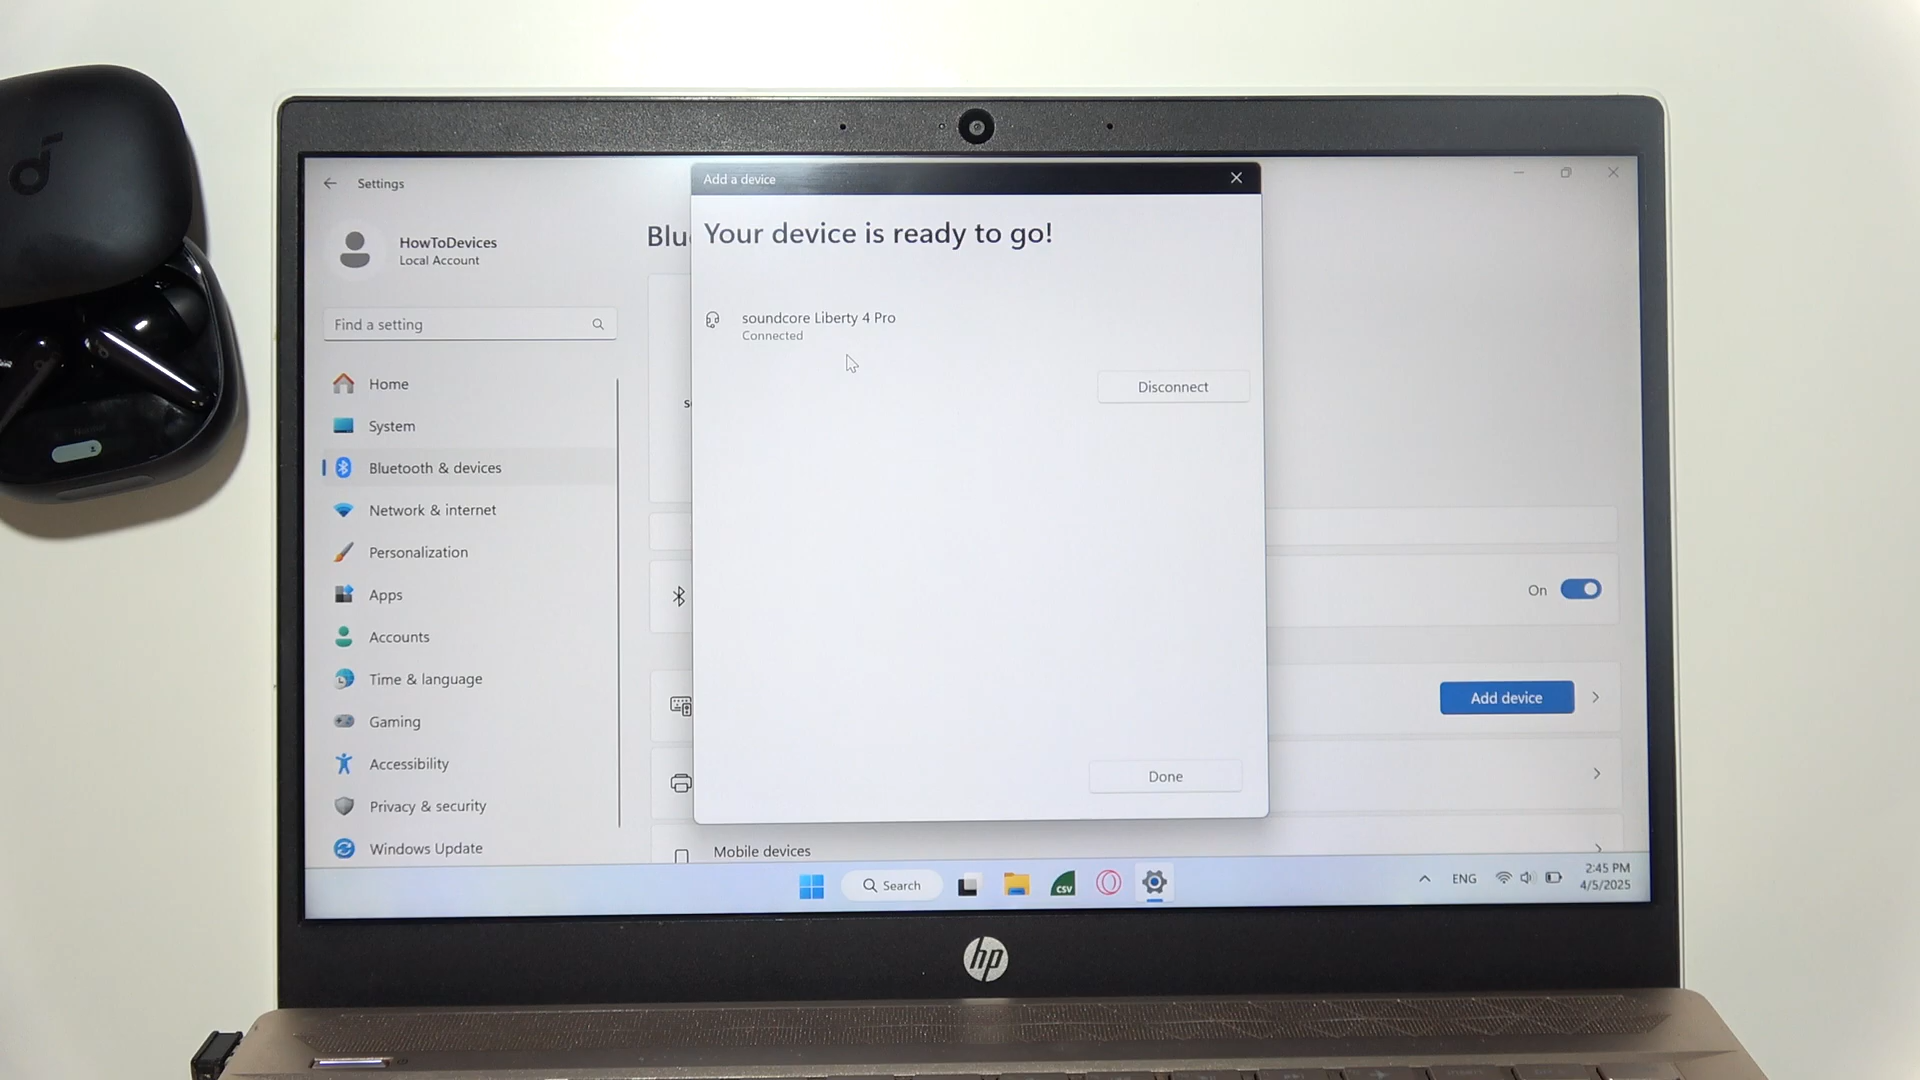 Settings
HowToDevices
Local Account
Find a setting
Home
System
Bluetooth & devices
Network & internet
Personalization
Apps
Accounts
Time & language
Gaming
Accessibility
Privacy & security
Windows Update
Blu
s
Add a device
Your device is ready to go!
soundcore Liberty 4 Pro
Connected
Disconnect
Done
On
Add device
Mobile devices
Search
CSV
ENG
2:45 PM
4/5/2025
hp